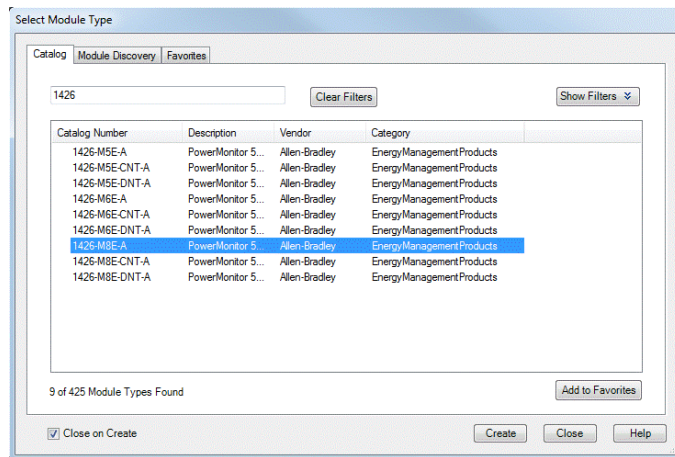 Select Module Type
Catalog Module Discovery Favorites
1426 Clear Filters Show Filters
Catalog Number Description Vendor Category
1426-M5E-A PowerMonitor 5... Allen-Bradley EnergyManagementProducts
1426-M5E-CNT-A PowerMonitor 5... Allen-Bradley EnergyManagementProducts
1426-M5E-DNT-A PowerMonitor 5... Allen-Bradley EnergyManagementProducts
1426-M6E-A PowerMonitor 5... Allen-Bradley EnergyManagementProducts
1426-M6E-CNT-A PowerMonitor 5... Allen-Bradley EnergyManagementProducts
1426-M6E-DNT-A PowerMonitor 5... Allen-Bradley EnergyManagementProducts
1426-M8E-A PowerMonitor 5... Allen-Bradley EnergyManagementProducts
1426-M8E-CNT-A PowerMonitor 5... Allen-Bradley EnergyManagementProducts
1426-M8E-DNT-A PowerMonitor 5... Allen-Bradley EnergyManagementProducts
9 of 425 Module Types Found Add to Favorites
Close on Create Create Close Help